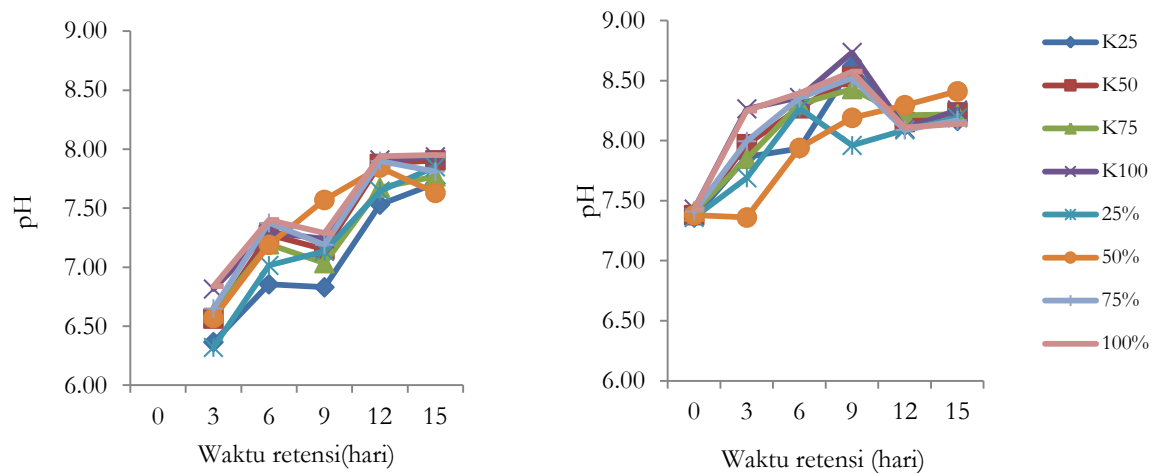 9.00
8.50
8.00
7.50
7.00
6.50
6.00
pH
0 3 6 9 12 15
Waktu retensi(hari)
9.00
8.50
8.00
7.50
7.00
6.50
6.00
pH
0 3 6 9 12 15
Waktu retensi (hari)
K25
K50
K75
K100
25%
50%
75%
100%